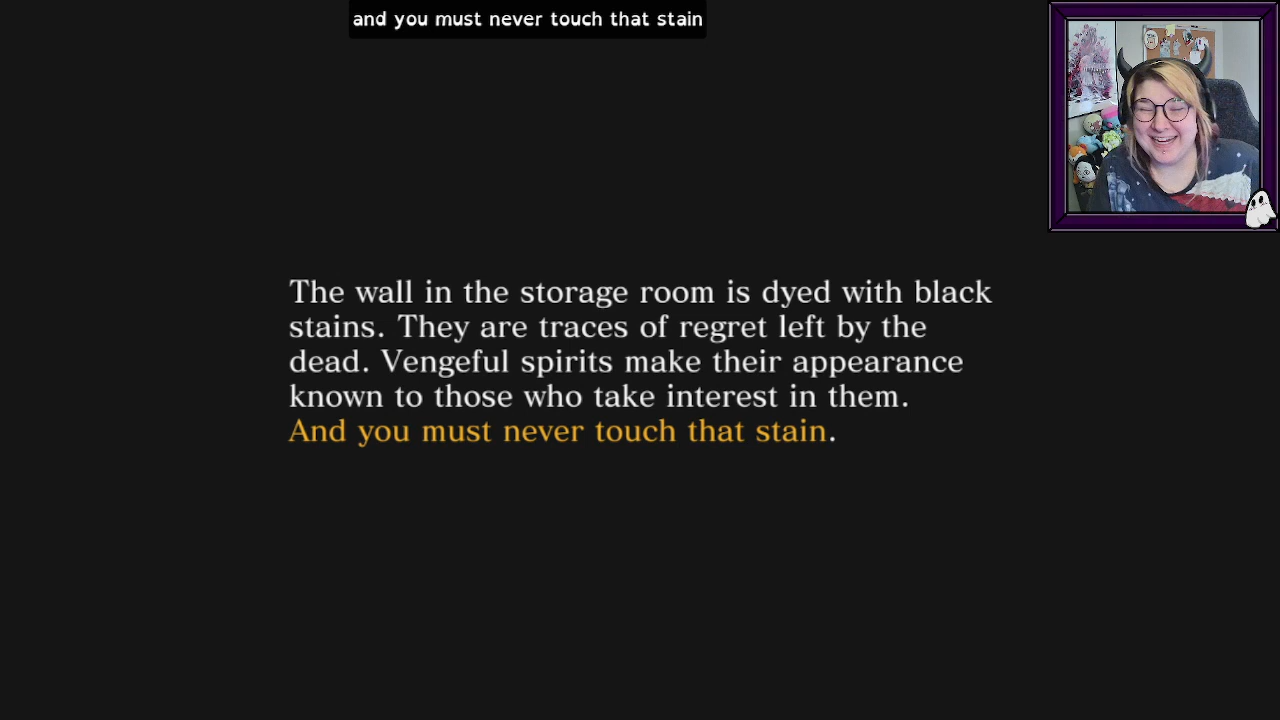 and you must never touch that stain
The wall in the storage room is dyed with black
stains. They are traces of regret left by the
dead. Vengeful spirits make their appearance
known to those who take interest in them.
And you must never touch that stain.